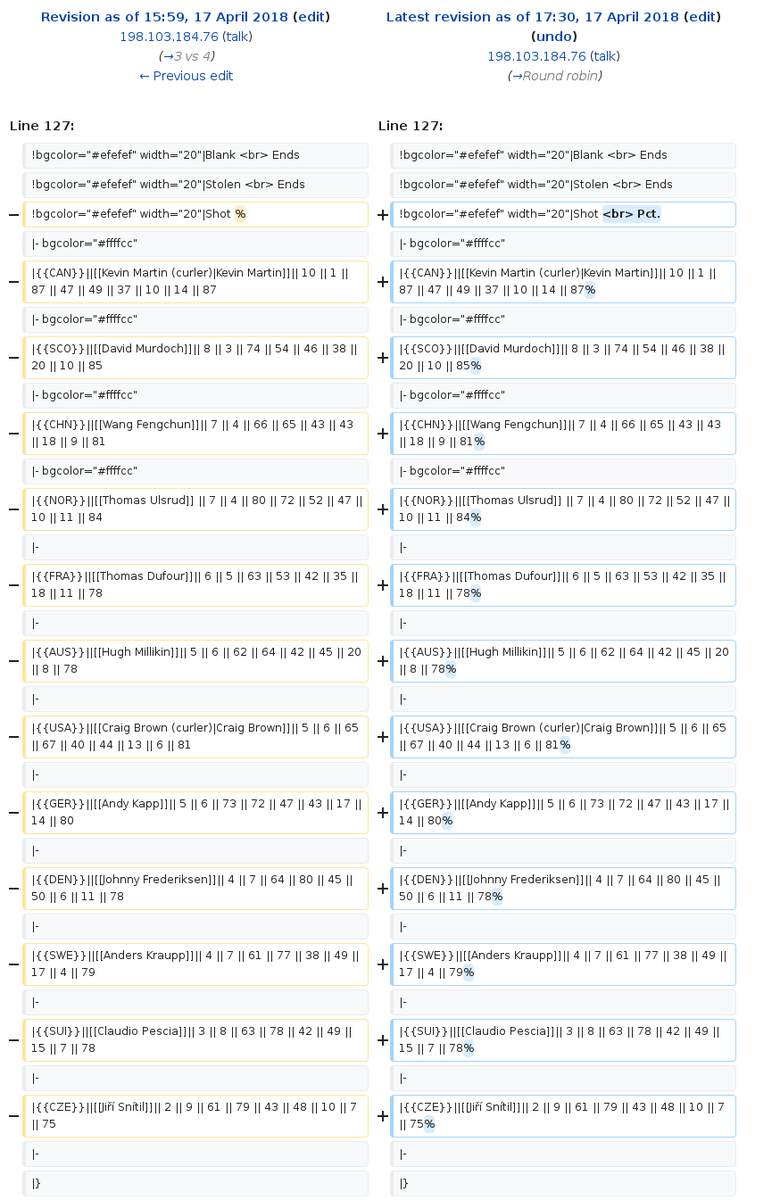 Revision as of 15:59, 17 April 2018 (edit)
198.103.184.76 (talk)
(→3 vs 4)
← Previous edit
Latest revision as of 17:30, 17 April 2018 (edit)
(undo)
198.103.184.76 (talk)
(→Round robin)
Line 127:
Line 127:
!bgcolor="#efefef" width="20"|Blank <br> Ends
!bgcolor="#efefef" width="20"|Blank <br> Ends
!bgcolor="#efefef" width="20"|Stolen <br> Ends
!bgcolor="#efefef" width="20"|Stolen <br> Ends
− !bgcolor="#efefef" width="20"|Shot %
+ !bgcolor="#efefef" width="20"|Shot <br> Pct.
|- bgcolor="#ffffcc"
|- bgcolor="#ffffcc"
− |{{CAN}}||[[Kevin Martin (curler)|Kevin Martin]]|| 10 || 1 ||
87 || 47 || 49 || 37 || 10 || 14 || 87
+ |{{CAN}}||[[Kevin Martin (curler)|Kevin Martin]]|| 10 || 1 ||
87 || 47 || 49 || 37 || 10 || 14 || 87%
|- bgcolor="#ffffcc"
|- bgcolor="#ffffcc"
− |{{SCO}}||[[David Murdoch]]|| 8 || 3 || 74 || 54 || 46 || 38 ||
20 || 10 || 85
+ |{{SCO}}||[[David Murdoch]]|| 8 || 3 || 74 || 54 || 46 || 38 ||
20 || 10 || 85%
|- bgcolor="#ffffcc"
|- bgcolor="#ffffcc"
− |{{CHN}}||[[Wang Fengchun]]|| 7 || 4 || 66 || 65 || 43 || 43
|| 18 || 9 || 81
+ |{{CHN}}||[[Wang Fengchun]]|| 7 || 4 || 66 || 65 || 43 || 43
|| 18 || 9 || 81%
|- bgcolor="#ffffcc"
|- bgcolor="#ffffcc"
− |{{NOR}}||[[Thomas Ulsrud]] || 7 || 4 || 80 || 72 || 52 || 47 ||
10 || 11 || 84
+ |{{NOR}}||[[Thomas Ulsrud]] || 7 || 4 || 80 || 72 || 52 || 47 ||
10 || 11 || 84%
|-
|-
− |{{FRA}}||[[Thomas Dufour]]|| 6 || 5 || 63 || 53 || 42 || 35 ||
18 || 11 || 78
+ |{{FRA}}||[[Thomas Dufour]]|| 6 || 5 || 63 || 53 || 42 || 35 ||
18 || 11 || 78%
|-
|-
− |{{AUS}}||[[Hugh Millikin]]|| 5 || 6 || 62 || 64 || 42 || 45 || 20
|| 8 || 78
+ |{{AUS}}||[[Hugh Millikin]]|| 5 || 6 || 62 || 64 || 42 || 45 || 20
|| 8 || 78%
|-
|-
− |{{USA}}||[[Craig Brown (curler)|Craig Brown]]|| 5 || 6 || 65
|| 67 || 40 || 44 || 13 || 6 || 81
+ |{{USA}}||[[Craig Brown (curler)|Craig Brown]]|| 5 || 6 || 65
|| 67 || 40 || 44 || 13 || 6 || 81%
|-
|-
− |{{GER}}||[[Andy Kapp]]|| 5 || 6 || 73 || 72 || 47 || 43 || 17 ||
14 || 80
+ |{{GER}}||[[Andy Kapp]]|| 5 || 6 || 73 || 72 || 47 || 43 || 17 ||
14 || 80%
|-
|-
− |{{DEN}}||[[Johnny Frederiksen]]|| 4 || 7 || 64 || 80 || 45 ||
50 || 6 || 11 || 78
+ |{{DEN}}||[[Johnny Frederiksen]]|| 4 || 7 || 64 || 80 || 45 ||
50 || 6 || 11 || 78%
|-
|-
− |{{SWE}}||[[Anders Kraupp]]|| 4 || 7 || 61 || 77 || 38 || 49 ||
17 || 4 || 79
+ |{{SWE}}||[[Anders Kraupp]]|| 4 || 7 || 61 || 77 || 38 || 49 ||
17 || 4 || 79%
|-
|-
− |{{SUI}}||[[Claudio Pescia]]|| 3 || 8 || 63 || 78 || 42 || 49 ||
15 || 7 || 78
+ |{{SUI}}||[[Claudio Pescia]]|| 3 || 8 || 63 || 78 || 42 || 49 ||
15 || 7 || 78%
|-
|-
− |{{CZE}}||[[Jiří Snítil]]|| 2 || 9 || 61 || 79 || 43 || 48 || 10 || 7
|| 75
+ |{{CZE}}||[[Jiří Snítil]]|| 2 || 9 || 61 || 79 || 43 || 48 || 10 || 7
|| 75%
|-
|-
|}
|}